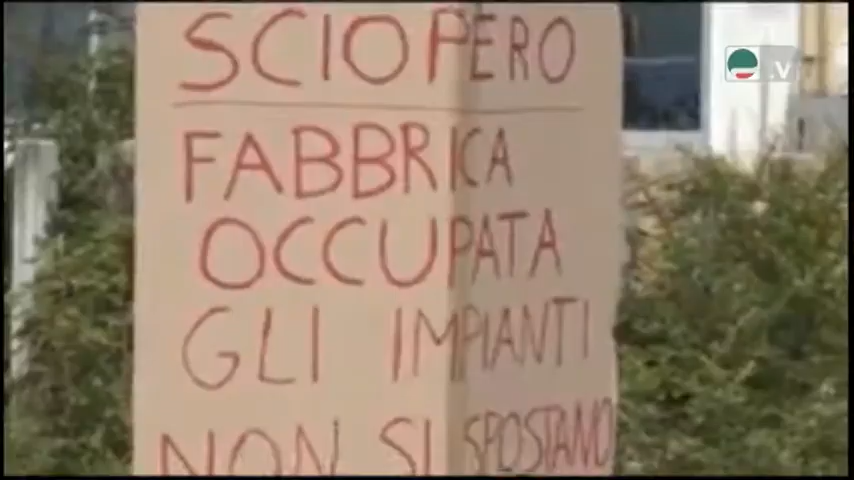 SCIOPERO
FABBRICA
OCCUPATA
GLI IMPIANTI
NON SI SPOSTANO
.V